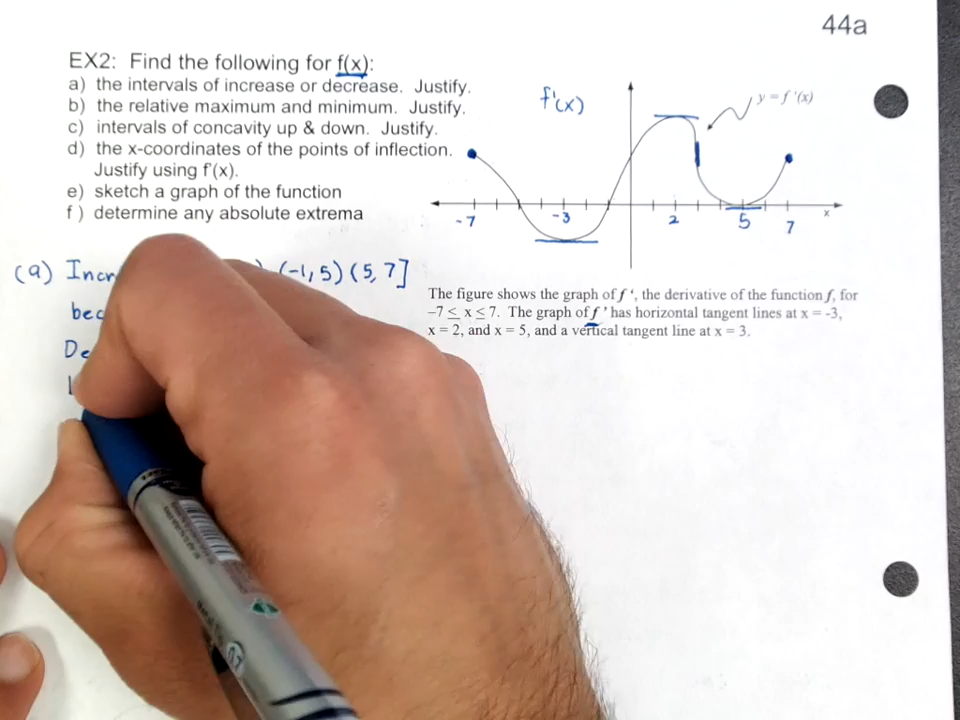 44a
EX2: Find the following for f(x):
a) the intervals of increase or decrease. Justify.
b) the relative maximum and minimum. Justify.
c) intervals of concavity up & down. Justify.
d) the x-coordinates of the points of inflection.
Justify using f'(x).
e) sketch a graph of the function
f ) determine any absolute extrema
f'(x)
y = f '(x)
-7 -3 2 5 7 x
The figure shows the graph of f ', the derivative of the function f, for
–7 ≤ x ≤ 7. The graph of f ' has horizontal tangent lines at x = -3,
x = 2, and x = 5, and a vertical tangent line at x = 3.
(a) (-1,5) (5,7]
0.7